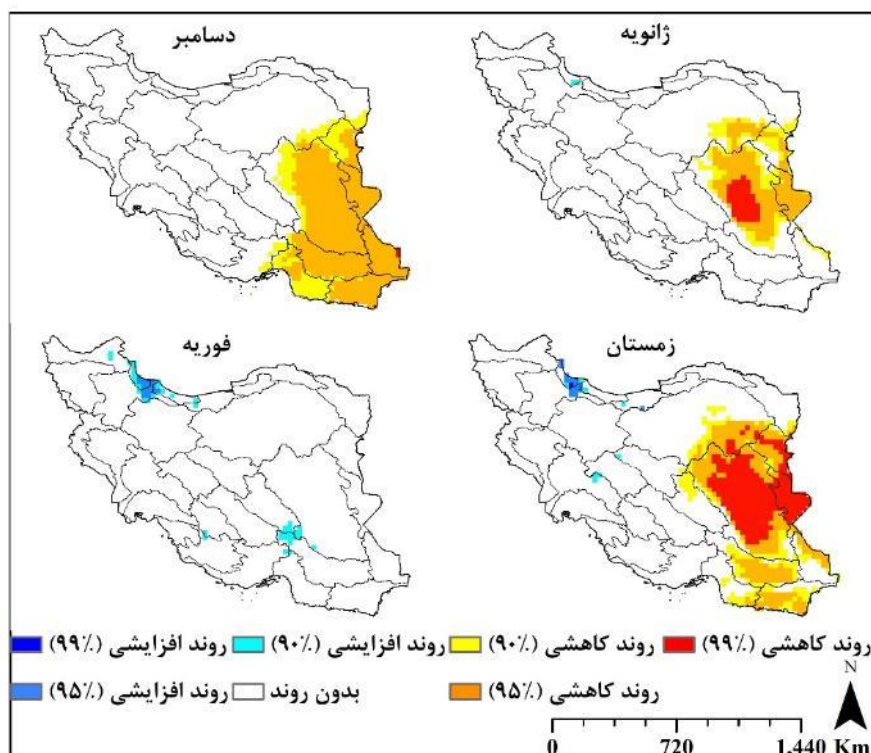 ژانویه
دسامبر
زمستان
فوریه
روند کاهشی (۹۹٪)
روند کاهشی (۹۰٪)
روند افزایشی (۹۰٪)
روند افزایشی (۹۹٪)
روند کاهشی (۹۵٪)
بدون روند
روند افزایشی (۹۵٪)
N
0 720 1,440 Km